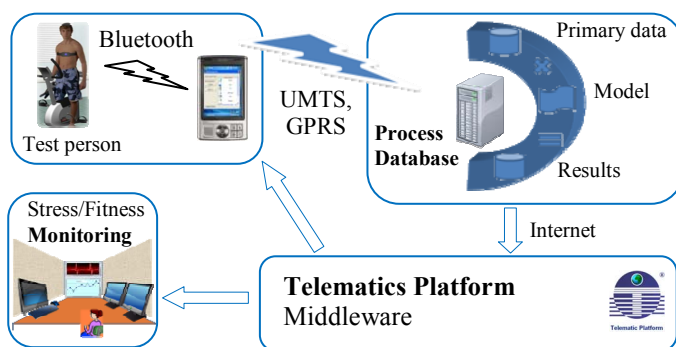 Bluetooth
Test person
UMTS,
GPRS
Primary data
Model
Process
Database
Results
Stress/Fitness
Monitoring
Internet
Telematics Platform
Middleware
Telematic Platform